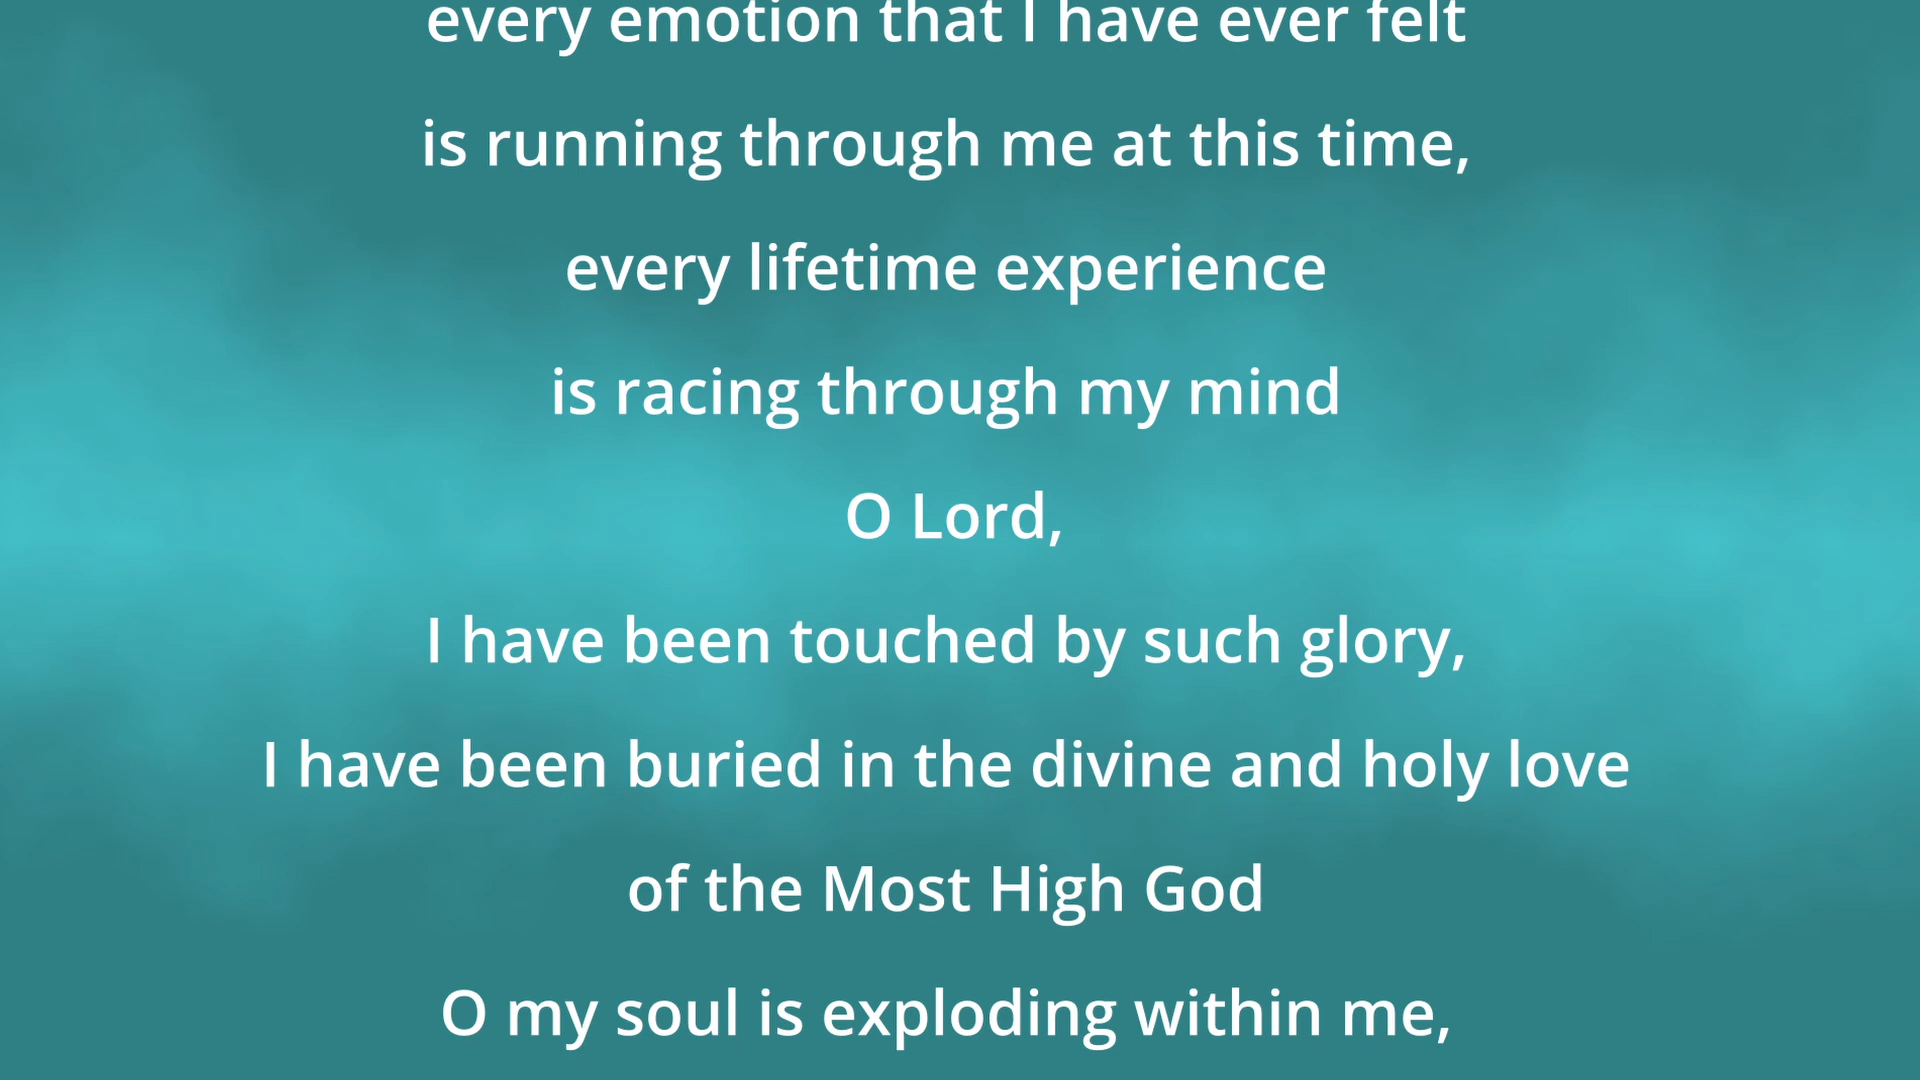 every emotion that I have ever felt
is running through me at this time,
every lifetime experience
is racing through my mind
O Lord,
I have been touched by such glory,
I have been buried in the divine and holy love
of the Most High God
O my soul is exploding within me,